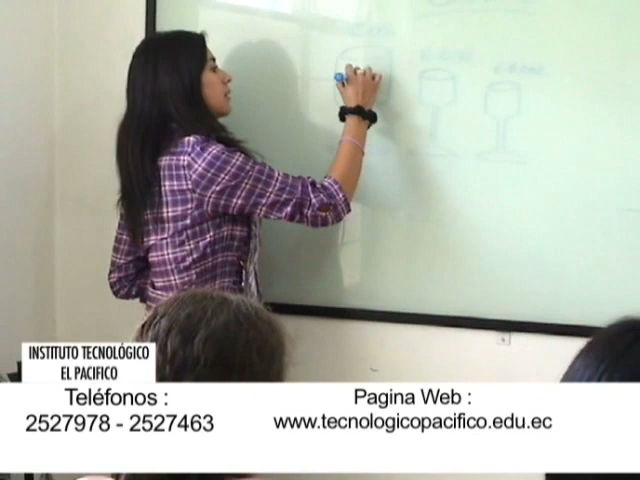 INSTITUTO TECNOLÓGICO
EL PACIFICO
Teléfonos :
2527978 - 2527463
Pagina Web :
www.tecnologicopacifico.edu.ec